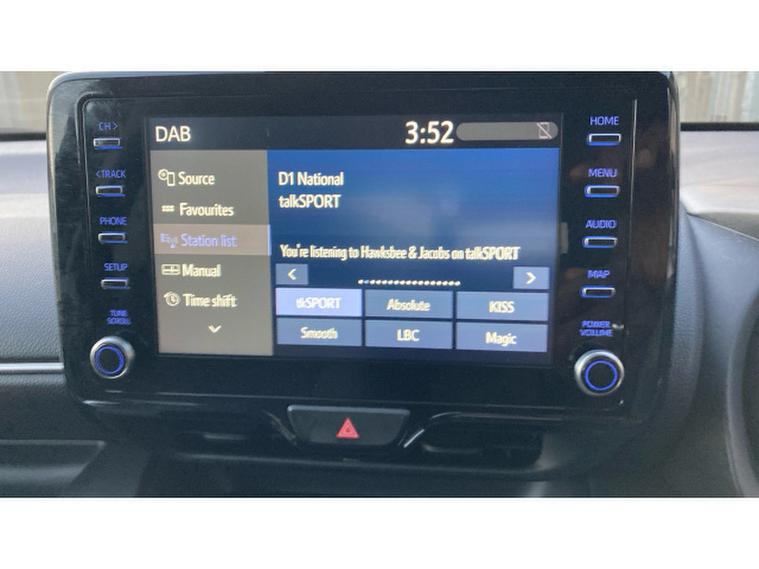 CH>
<TRACK
PHONE
SETUP
TUNE
SCROLL
DAB
3:52
Source
Favourites
Station list
Manual
Time shift
D1 National
talkSPORT
You're listening to Hawksbee & Jacobs on talkSPORT
< >
tlkSPORT Absolute KISS
Smooth LBC Magic
HOME
MENU
AUDIO
MAP
POWER
VOLUME